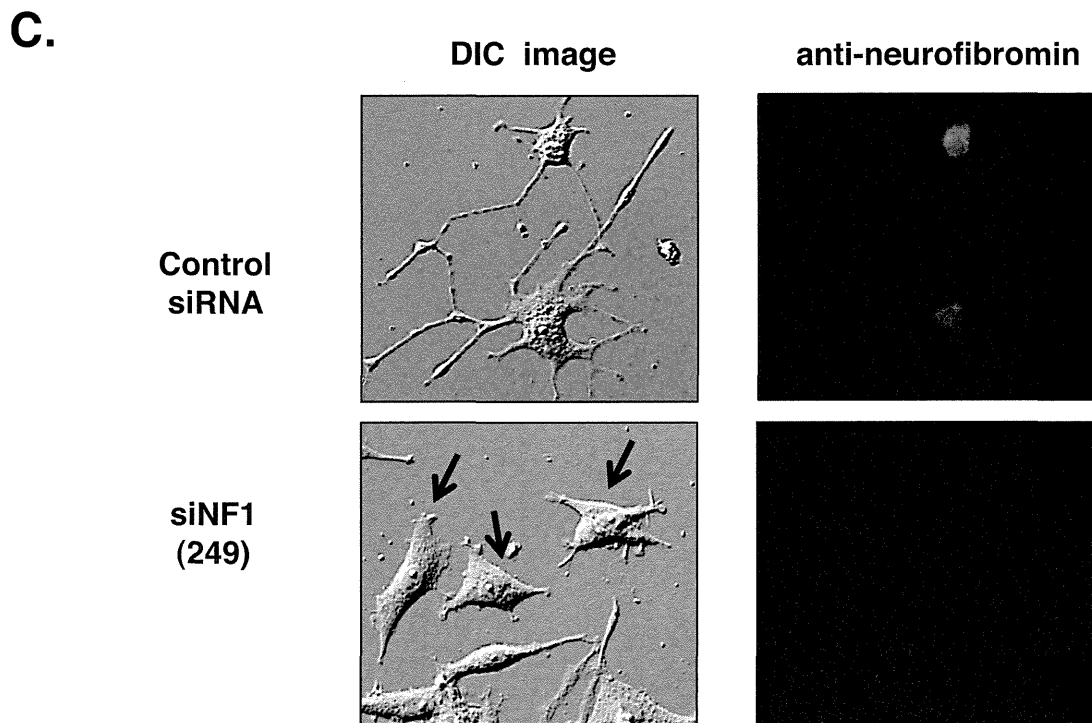 C.
DIC image
anti-neurofibromin
Control
siRNA
siNF1
(249)